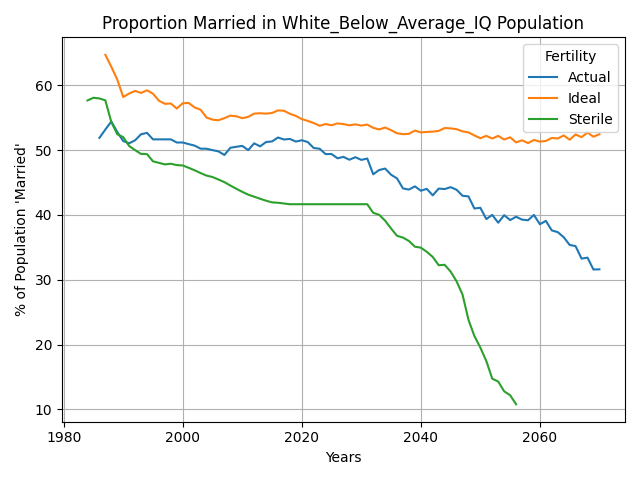 Proportion Married in White_Below_Average_IQ Population
% of Population 'Married'
60
50
40
30
20
10
1980
2000
2020
2040
2060
Years
Fertility
Actual
Ideal
Sterile